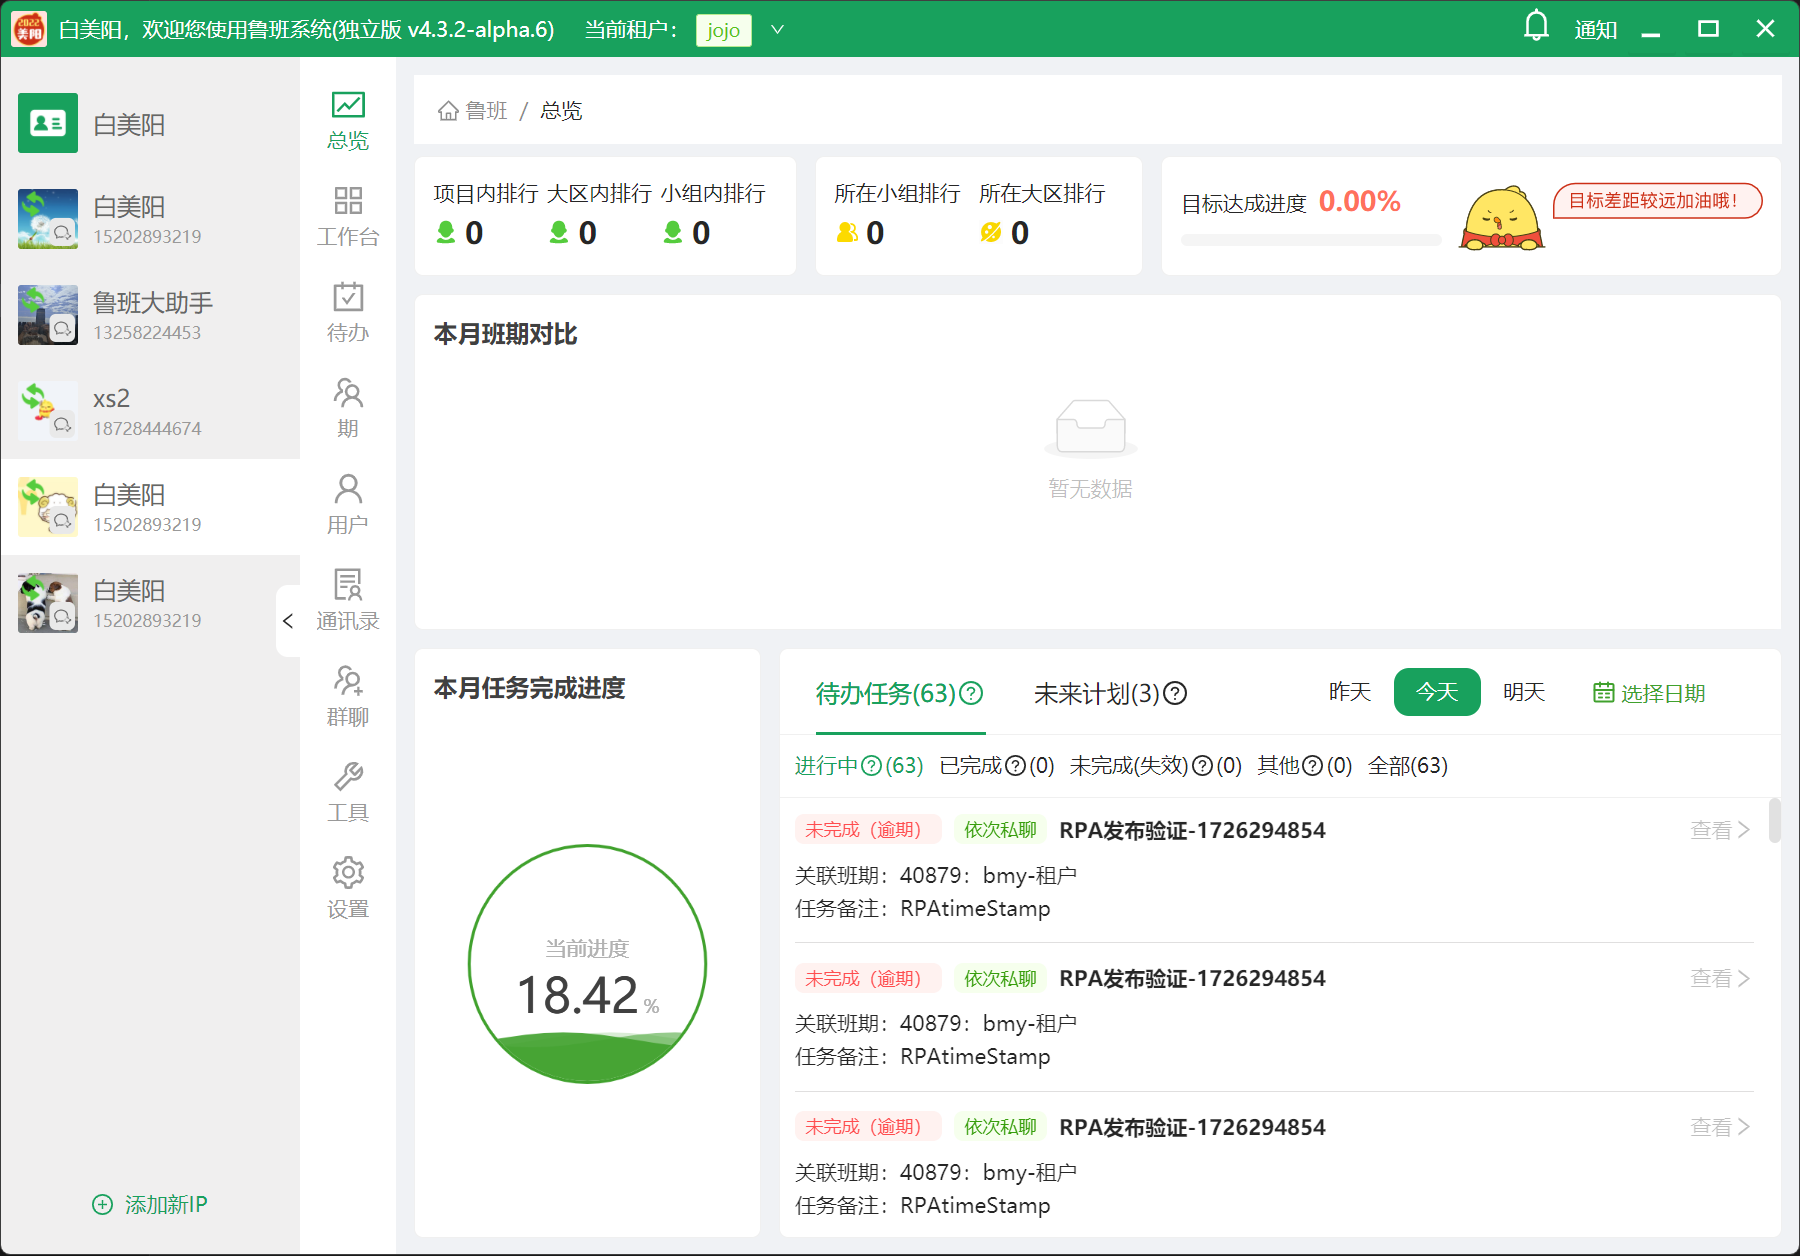 白美阳，欢迎您使用鲁班系统(独立版 v4.3.2-alpha.6) 当前租户： jojo 通知
2022
美阳
白美阳
白美阳
15202893219
鲁班大助手
13258224453
xs2
18728444674
白美阳
15202893219
白美阳
15202893219
添加新IP
总览
工作台
待办
期
用户
通讯录
群聊
工具
设置
鲁班 / 总览
项目内排行 大区内排行 小组内排行
0 0 0
所在小组排行 所在大区排行
0 0
目标达成进度 0.00%
目标差距较远加油哦！
本月班期对比
暂无数据
本月任务完成进度
当前进度
18.42%
待办任务(63) 未来计划(3) 昨天 今天 明天 选择日期
进行中(63) 已完成(0) 未完成(失效)(0) 其他(0) 全部(63)
未完成（逾期） 依次私聊 RPA发布验证-1726294854 查看
关联班期：40879：bmy-租户
任务备注：RPAtimeStamp
未完成（逾期） 依次私聊 RPA发布验证-1726294854 查看
关联班期：40879：bmy-租户
任务备注：RPAtimeStamp
未完成（逾期） 依次私聊 RPA发布验证-1726294854 查看
关联班期：40879：bmy-租户
任务备注：RPAtimeStamp